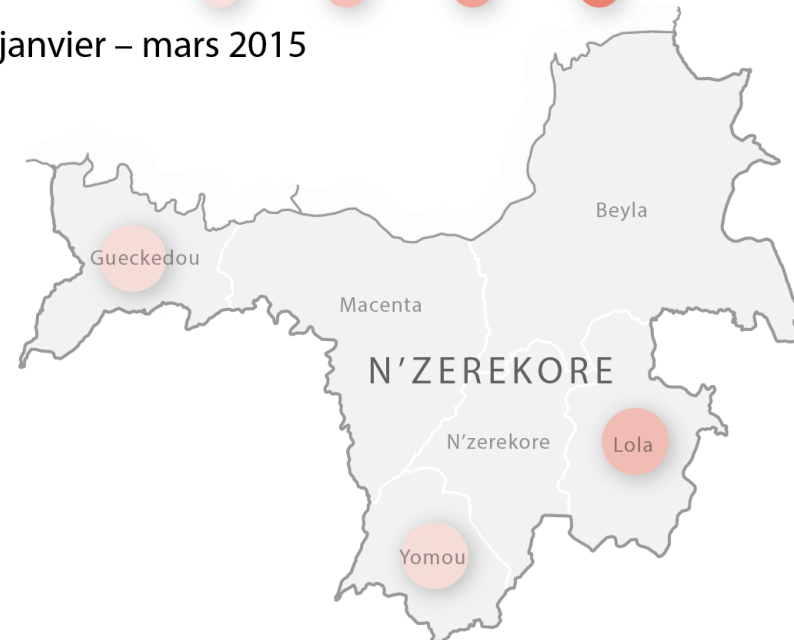 janvier – mars 2015
Beyla
Gueckedou
Macenta
N’ZEREKORE
N’zerekore
Lola
Yomou